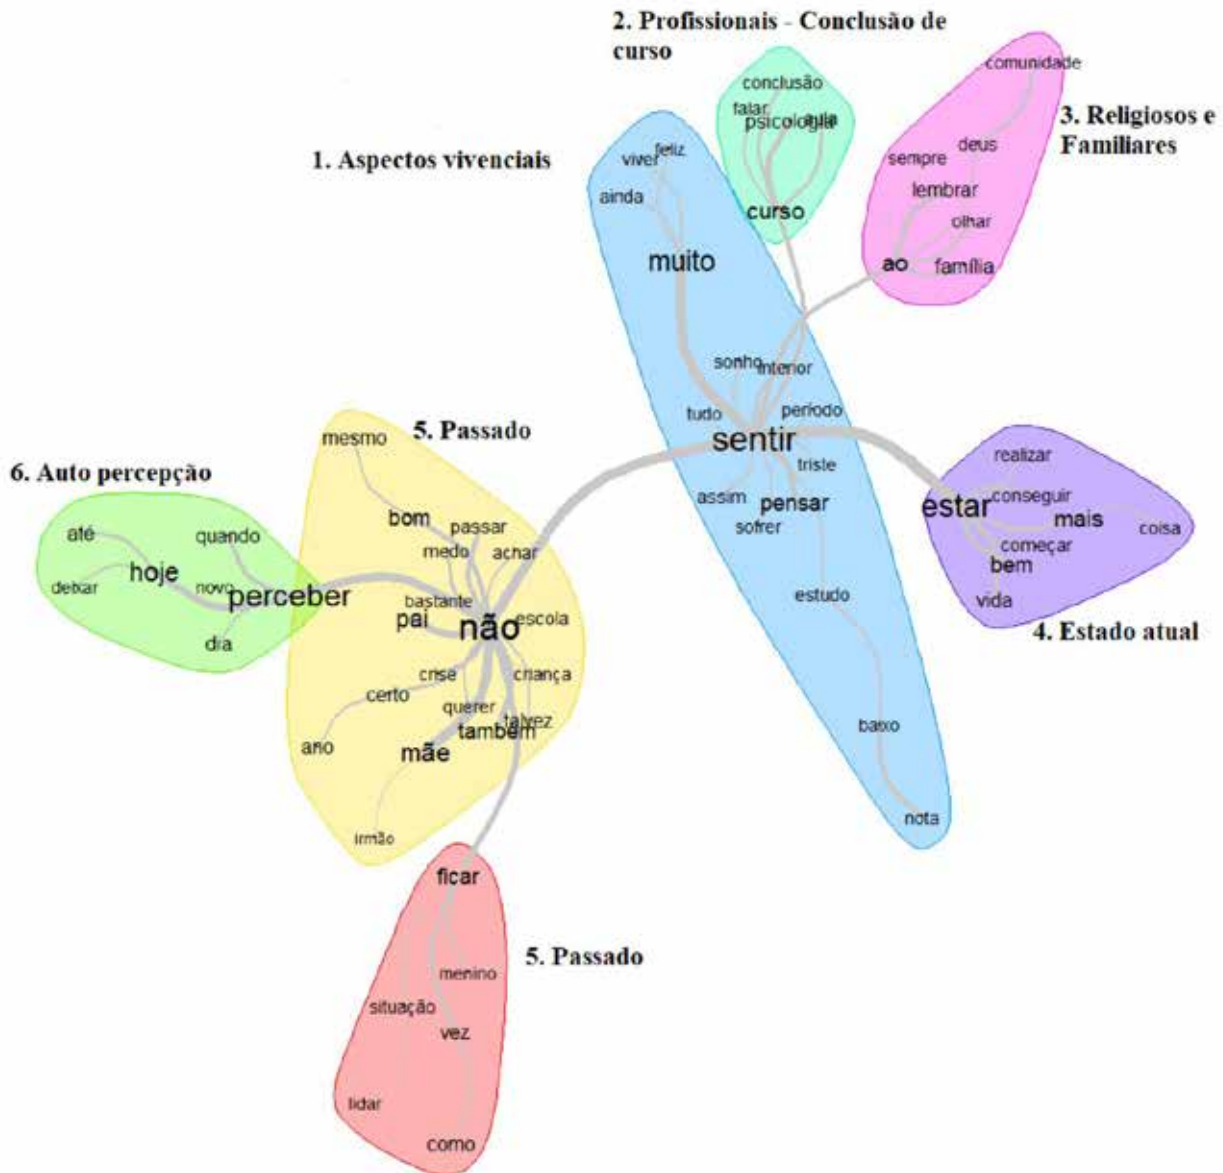 2. Profissionais - Conclusão de
curso
comunidade
conclusão
falar
aula
psicologia
3. Religiosos e
Familiares
1. Aspectos vivenciais
viver
feliz
deus
sempre
ainda
lembrar
curso
olhar
muito
ao
família
sonho
interior
tudo
período
sentir
5. Passado
mesmo
triste
realizar
6. Auto percepção
assim
pensar
conseguir
estar
mais
bom
passar
sofrer
coisa
até
quando
medo
achar
começar
bem
hoje
deixar
novo
perceber
bastante
estudo
vida
pai
não
escola
4. Estado atual
dia
crise
criança
certo
querer
talvez
também
baixo
ano
mãe
nota
irmão
ficar
5. Passado
menino
situação
vez
lidar
como